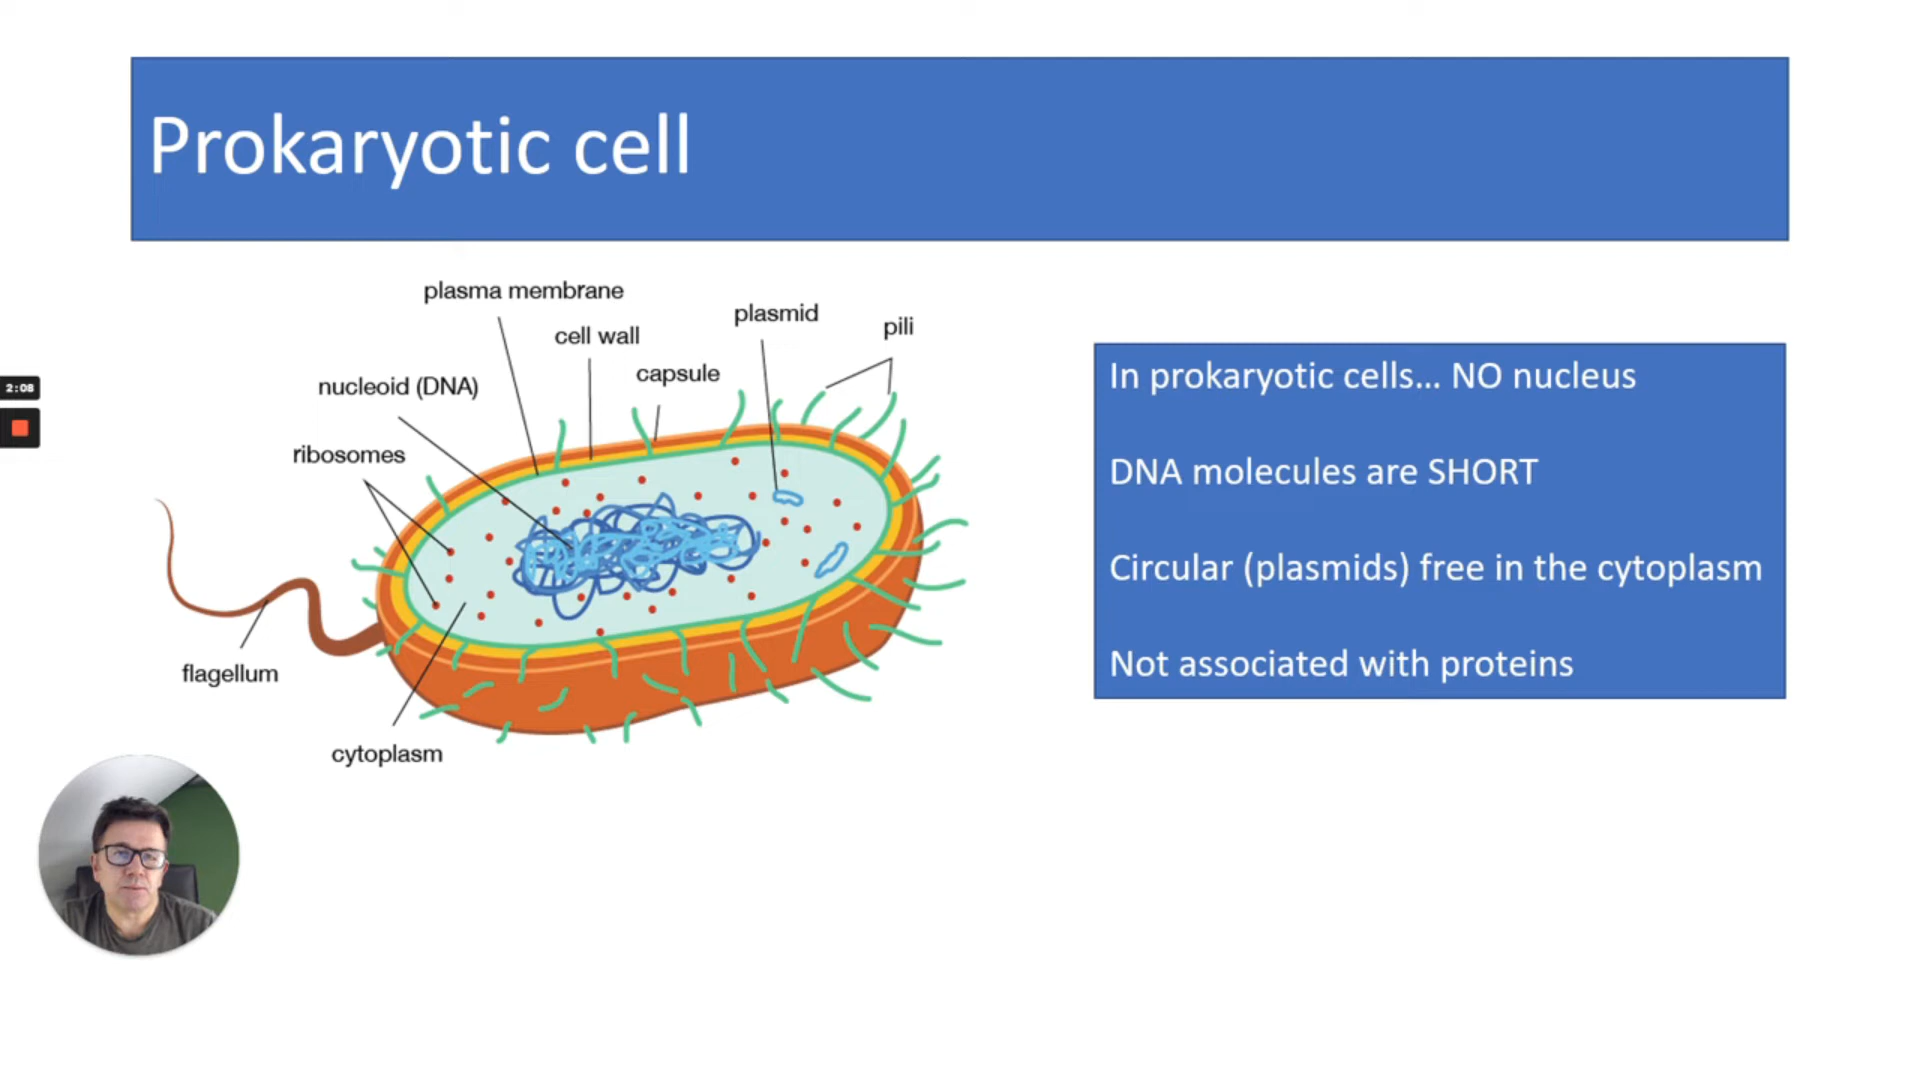 Prokaryotic cell
plasma membrane
plasmid
pili
cell wall
capsule
nucleoid (DNA)
ribosomes
flagellum
cytoplasm
In prokaryotic cells... NO nucleus
DNA molecules are SHORT
Circular (plasmids) free in the cytoplasm
Not associated with proteins
2:08